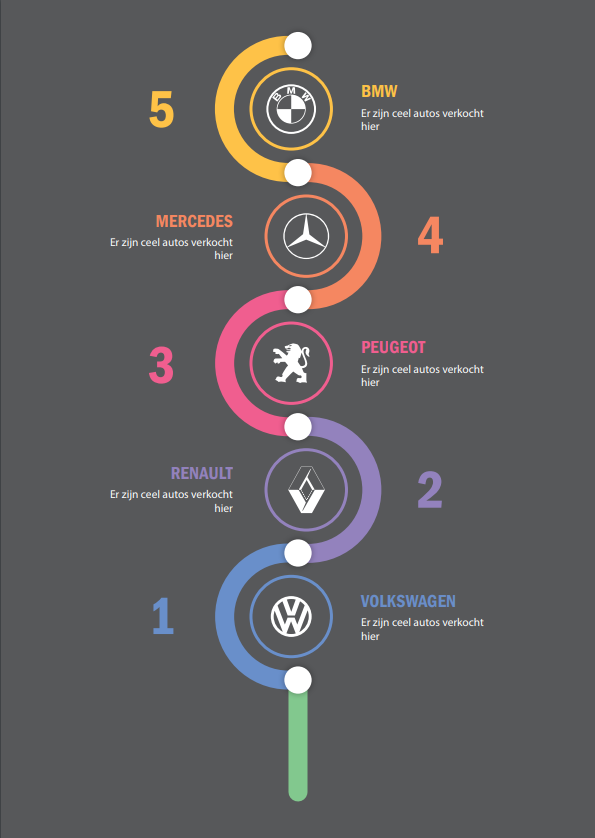 5
BMW
BMW
Er zijn ceel autos verkocht
hier
MERCEDES
Er zijn ceel autos verkocht
hier
4
3
PEUGEOT
Er zijn ceel autos verkocht
hier
RENAULT
Er zijn ceel autos verkocht
hier
2
1
VW
VOLKSWAGEN
Er zijn ceel autos verkocht
hier